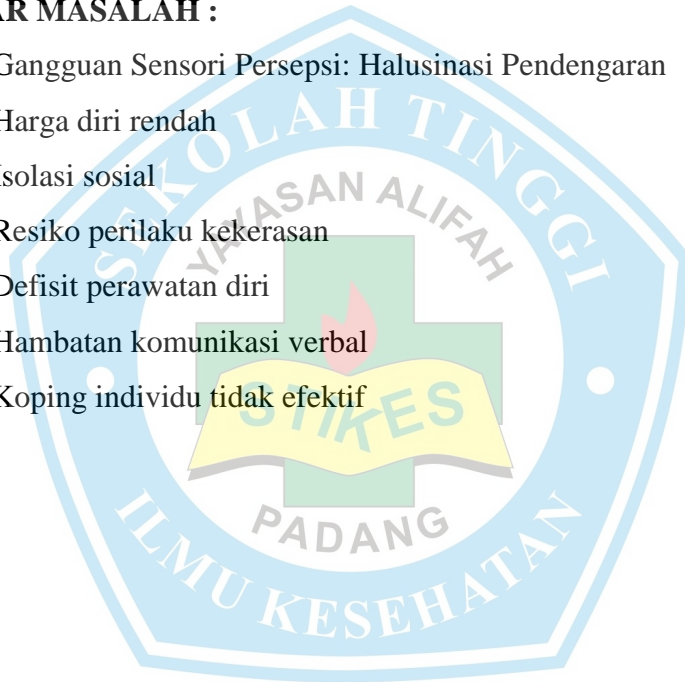 AR MASALAH :
Gangguan Sensori Persepsi: Halusinasi Pendengaran
Harga diri rendah
Isolasi sosial
Resiko perilaku kekerasan
Defisit perawatan diri
Hambatan komunikasi verbal
Koping individu tidak efektif
SEKOLAH TINGGI
YAYASAN ALIFAH
STIKES
PADANG
ILMU KESEHATAN